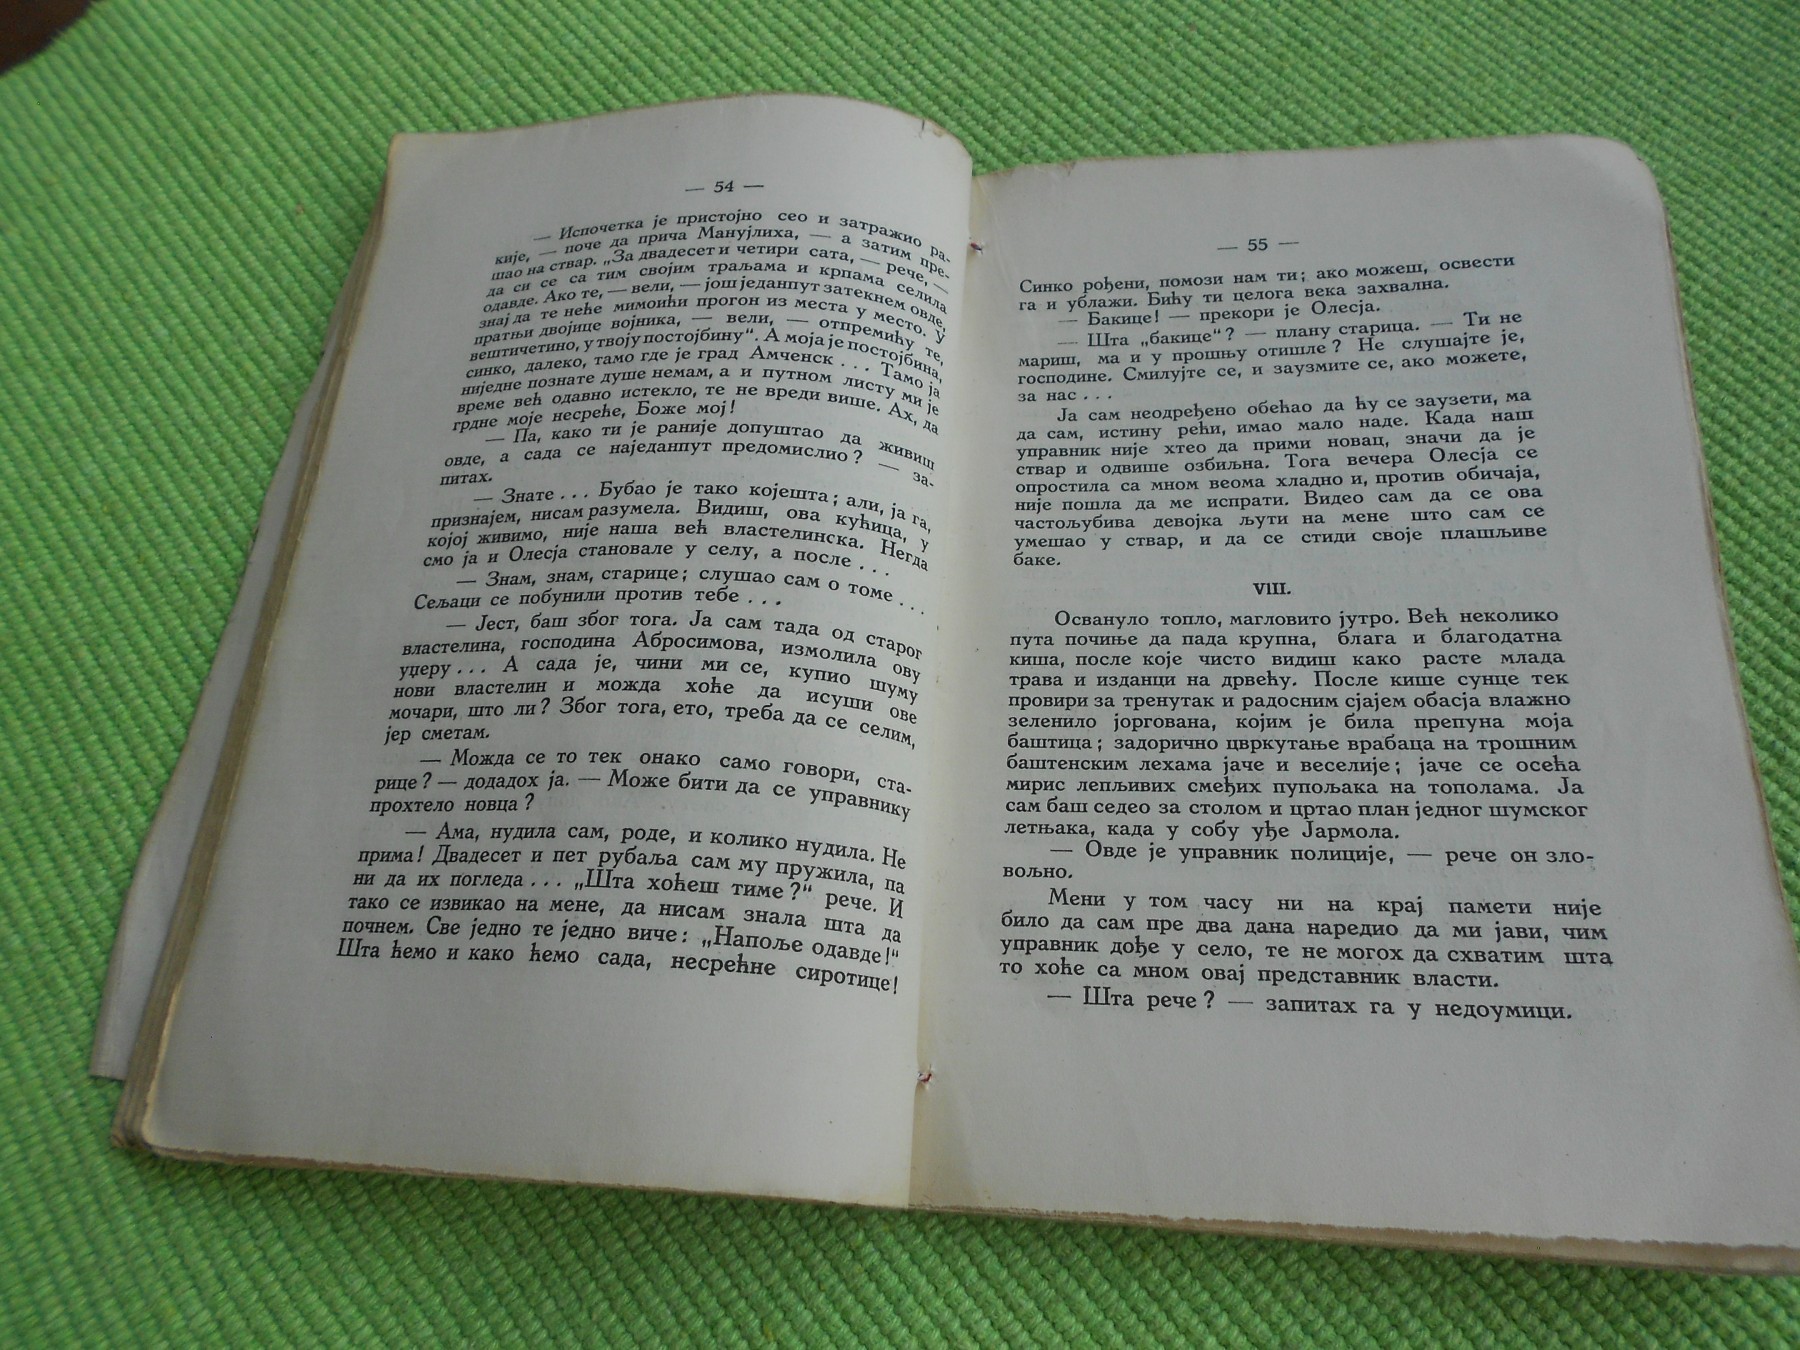 — 54 —
— Испочетка је пристојно сео и затражио ра-
кије, — поче да прича Манујлиха, — а затим пре-
шао на ствар. „За двадесет и четири сата, — рече, —
да си се са тим својим траљама и крпама селила
одавде. Ако те, — вели, — још једанпут затекнем овде,
знај да те неће мимоићи прогон из места у место. У
пратњи двојице војника, — вели, — отпремићу те,
вештичетино, у твоју постојбину“. А моја је постојбина,
синко, далеко, тамо где је град Амченск . . . Тамо ја
ниједне познате душе немам, а и путном листу ми је
време већ одавно истекло, те не вреди више. Ах, да
грдне моје несреће, Боже мој!
— Па, како ти је раније допуштао да живиш
овде, а сада се наједанпут предомислио? — за-
питах.
— Знате . . . Бубао је тако којешта; али, ја га,
признајем, нисам разумела. Видиш, ова кућица, у
којој живимо, није наша већ властелинска. Негда
смо ја и Олесја становале у селу, а после . . .
— Знам, знам, старице; слушао сам о томе . . .
Сељаци се побунили против тебе . . .
— Јест, баш због тога. Ја сам тада од старог
властелина, господина Абросимова, измолила ову
уџеру . . . А сада је, чини ми се, купио шуму
нови властелин и можда хоће да исуши ове
мочари, што ли? Због тога, ето, треба да се селим,
јер сметам.
— Можда се то тек онако само говори, ста-
рице? — додадох ја. — Може бити да се управнику
прохтело новца?
— Ама, нудила сам, роде, и колико нудила. Не
прима! Двадесет и пет рубаља сам му пружила, па
ни да их погледа . . . „Шта хоћеш тиме?“ рече. И
тако се извикао на мене, да нисам знала шта да
почнем. Све једно те једно виче: „Напоље одавде!“
Шта ћемо и како ћемо сада, несрећне сиротице!
— 55 —
Синко рођени, помози нам ти; ако можеш, освести
га и ублажи. Бићу ти целога века захвална.
— Бакице! — прекори је Олесја.
— Шта „бакице“? — плану старица. — Ти не
мариш, ма и у прошњу отишле? Не слушајте је,
господине. Смилујте се, и заузмите се, ако можете,
за нас . . .
Ја сам неодређено обећао да ћу се заузети, ма
да сам, истину рећи, имао мало наде. Када наш
управник није хтео да прими новац, значи да је
ствар и одвише озбиљна. Тога вечера Олесја се
опростила са мном веома хладно и, против обичаја,
није пошла да ме испрати. Видео сам да се ова
частољубива девојка љути на мене што сам се
умешао у ствар, и да се стиди своје плашљиве
баке.
VIII.
Освануло топло, магловито јутро. Већ неколико
пута почиње да пада крупна, блага и благодатна
киша, после које чисто видиш како расте млада
трава и изданци на дрвећу. После кише сунце тек
провири за тренутак и радосним сјајем обасја влажно
зеленило јоргована, којим је била препуна моја
баштица; задорично цвркутање врабаца на трошним
баштенским лехама јаче и веселије; јаче се осећа
мирис лепљивих смеђих пупољака на тополама. Ја
сам баш седео за столом и цртао план једног шумског
летњака, када у собу уђе Јармола.
— Овде је управник полиције, — рече он зло-
вољно.
Мени у том часу ни на крај памети није
било да сам пре два дана наредио да ми јави, чим
управник дође у село, те не могох да схватим шта
то хоће са мном овај представник власти.
— Шта рече? — запитах га у недоумици.